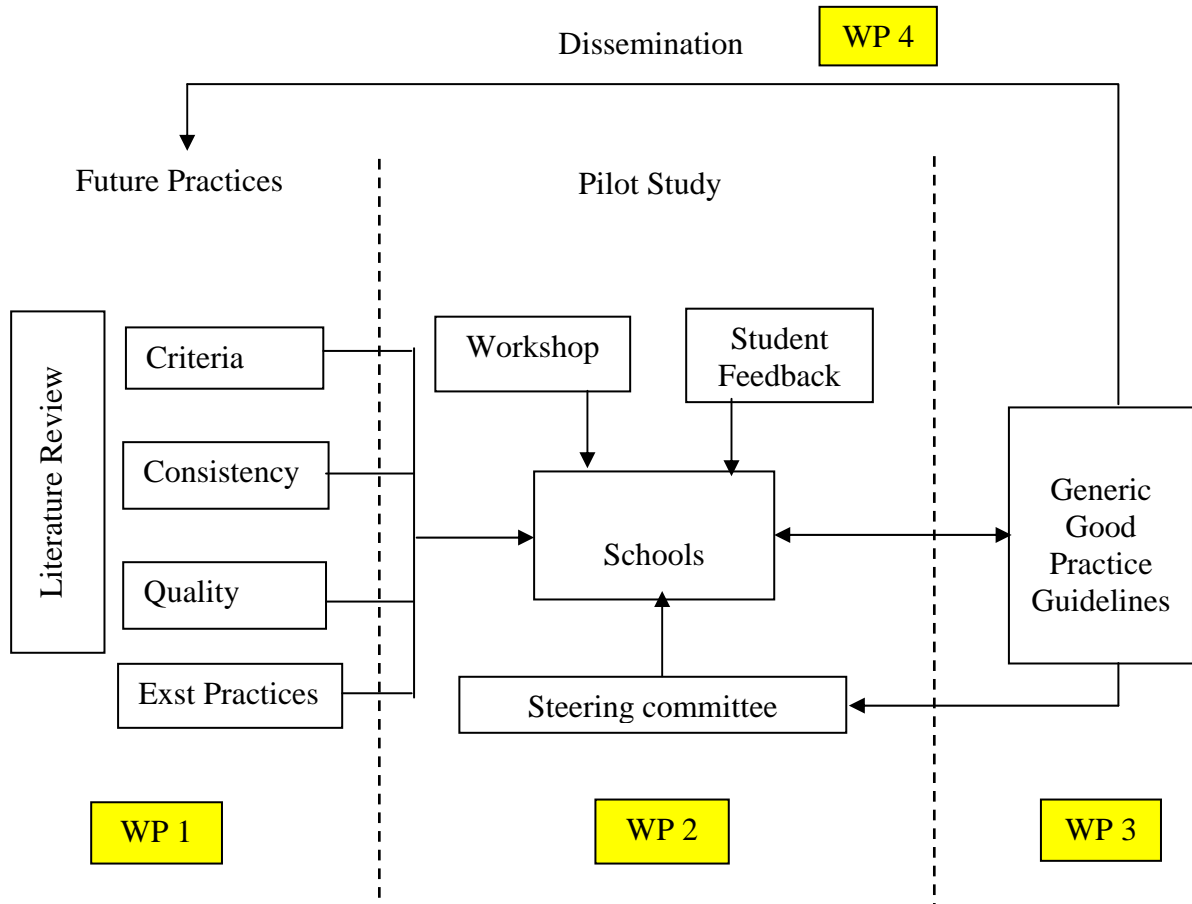 Dissemination
WP 4
Future Practices
Pilot Study
Literature Review
Criteria
Consistency
Quality
Exst Practices
Workshop
Student
Feedback
Schools
Steering committee
Generic
Good
Practice
Guidelines
WP 1
WP 2
WP 3